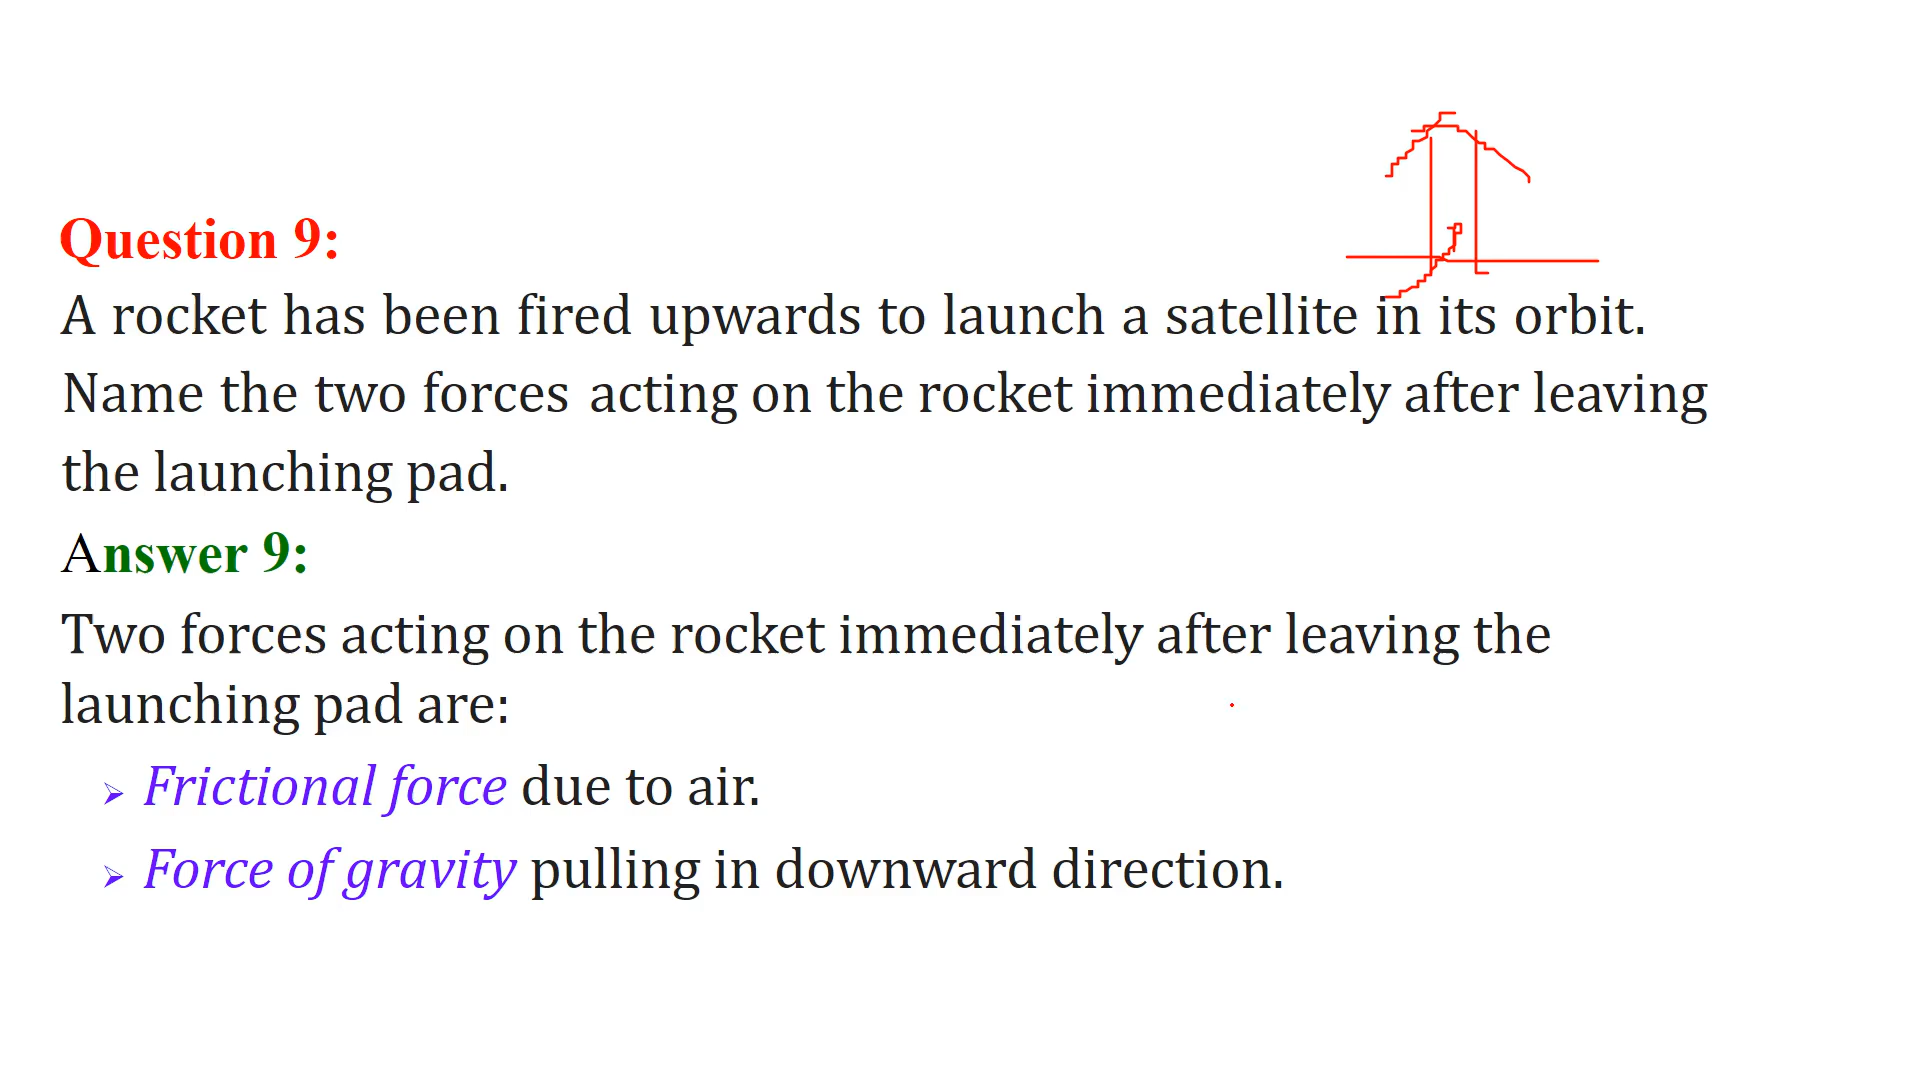 Question 9:
A rocket has been fired upwards to launch a satellite in its orbit.
Name the two forces acting on the rocket immediately after leaving
the launching pad.
Answer 9:
Two forces acting on the rocket immediately after leaving the
launching pad are:
➢ Frictional force due to air.
➢ Force of gravity pulling in downward direction.